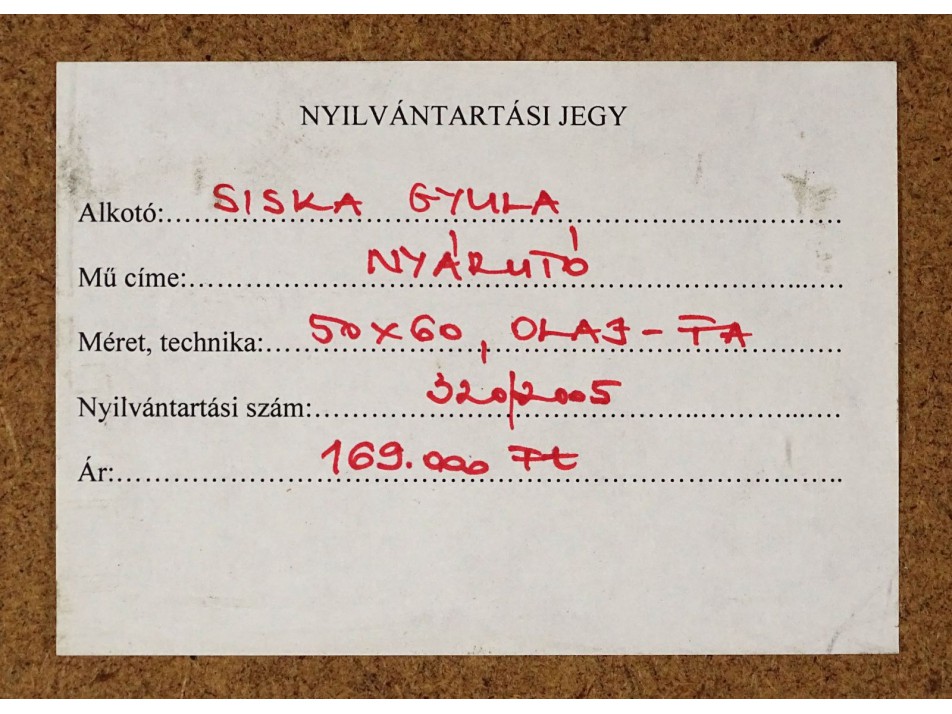 NYILVÁNTARTÁSI JEGY
Alkotó: SISKA GYULA
Mű címe: NYÁRUTÓ
Méret, technika: 50x60, OLAJ-FA
Nyilvántartási szám: 320/2005
Ár: 169.000 Ft